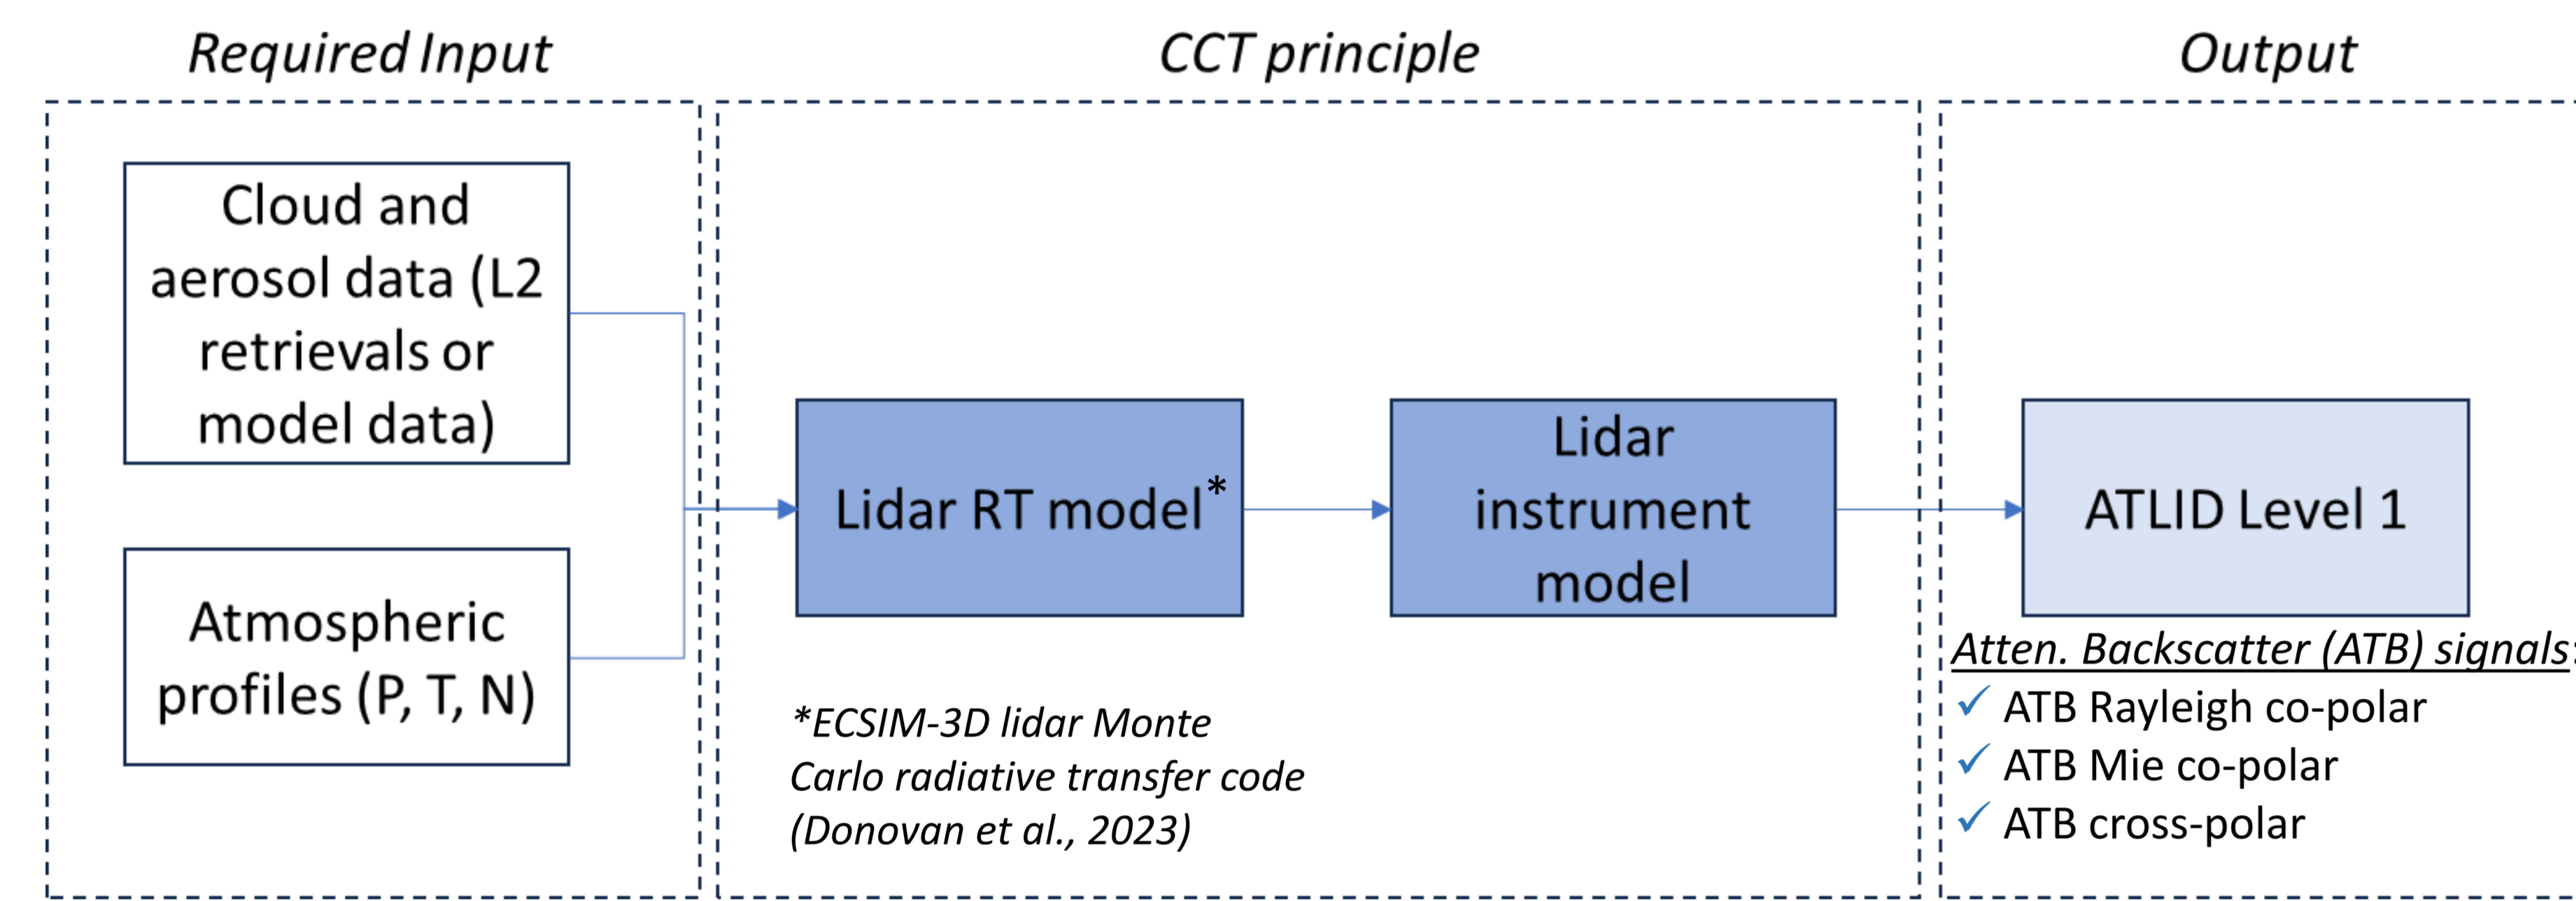 Required Input
CCT principle
Output
Cloud and
aerosol data (L2
retrievals or
model data)
Atmospheric
profiles (P, T, N)
Lidar RT model*
*ECSIM-3D lidar Monte
Carlo radiative transfer code
(Donovan et al., 2023)
Lidar
instrument
model
ATLID Level 1
Atten. Backscatter (ATB) signals:
✓ ATB Rayleigh co-polar
✓ ATB Mie co-polar
✓ ATB cross-polar